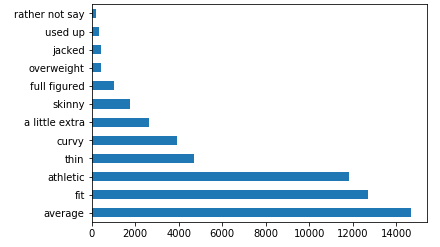 rather not say
used up
jacked
overweight
full figured
skinny
a little extra
curvy
thin
athletic
fit
average
0 2000 4000 6000 8000 10000 12000 14000